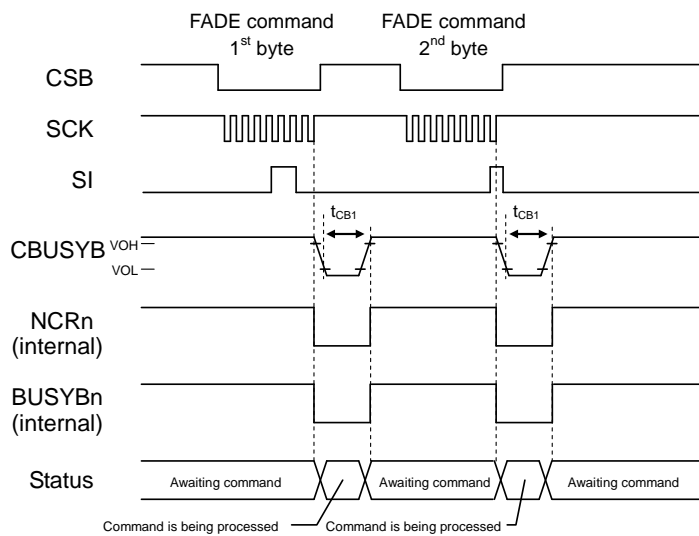 FADE command
1st byte
FADE command
2nd byte
CSB
SCK
SI
tCB1
tCB1
CBUSYB
VOH
VOL
NCRn
(internal)
BUSYBn
(internal)
Status
Awaiting command
Awaiting command
Awaiting command
Command is being processed
Command is being processed